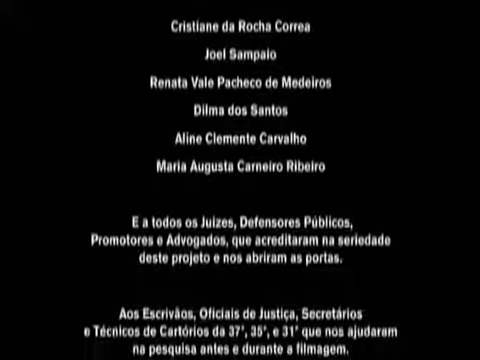 Cristiane da Rocha Correa
Joel Sampaio
Renata Vale Pacheco de Medeiros
Dilma dos Santos
Aline Clemente Carvalho
Maria Augusta Carneiro Ribeiro
E a todos os Juizes, Defensores Públicos,
Promotores e Advogados, que acreditaram na seriedade
deste projeto e nos abriram as portas.
Aos Escrivãos, Oficiais de Justiça, Secretários
e Técnicos de Cartórios da 37ª, 35ª, e 31ª que nos ajudaram
na pesquisa antes e durante a filmagem.